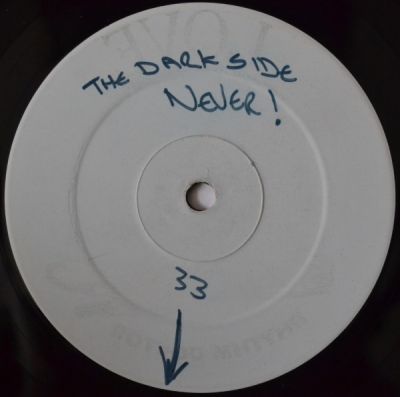 THE DARK SIDE
NEVER!
33